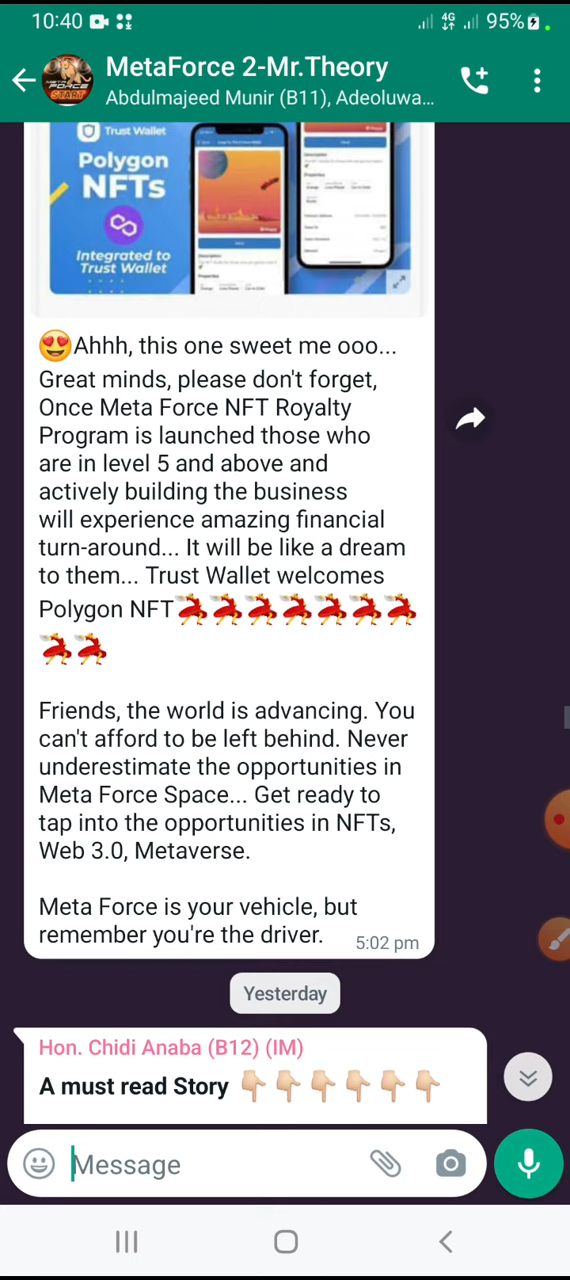 10:40
4G
95%
MetaForce 2-Mr.Theory
Abdulmajeed Munir (B11), Adeoluwa...
META
FORCE
START
Trust Wallet
Polygon
NFTs
Integrated to
Trust Wallet
😍Ahhh, this one sweet me ooo...
Great minds, please don't forget,
Once Meta Force NFT Royalty
Program is launched those who
are in level 5 and above and
actively building the business
will experience amazing financial
turn-around... It will be like a dream
to them... Trust Wallet welcomes
Polygon NFT💃💃💃💃💃💃💃
💃💃
Friends, the world is advancing. You
can't afford to be left behind. Never
underestimate the opportunities in
Meta Force Space... Get ready to
tap into the opportunities in NFTs,
Web 3.0, Metaverse.
Meta Force is your vehicle, but
remember you're the driver.
5:02 pm
Yesterday
Hon. Chidi Anaba (B12) (IM)
A must read Story 👇🏻👇🏻👇🏻👇🏻👇🏻👇🏻
Message